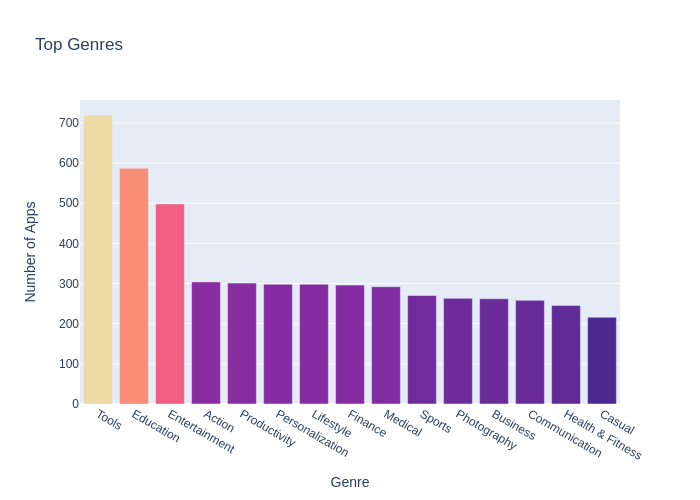 Top Genres
700
600
500
400
300
200
100
0
Number of Apps
Tools
Education
Entertainment
Action
Productivity
Personalization
Lifestyle
Finance
Medical
Sports
Photography
Business
Communication
Health & Fitness
Casual
Genre